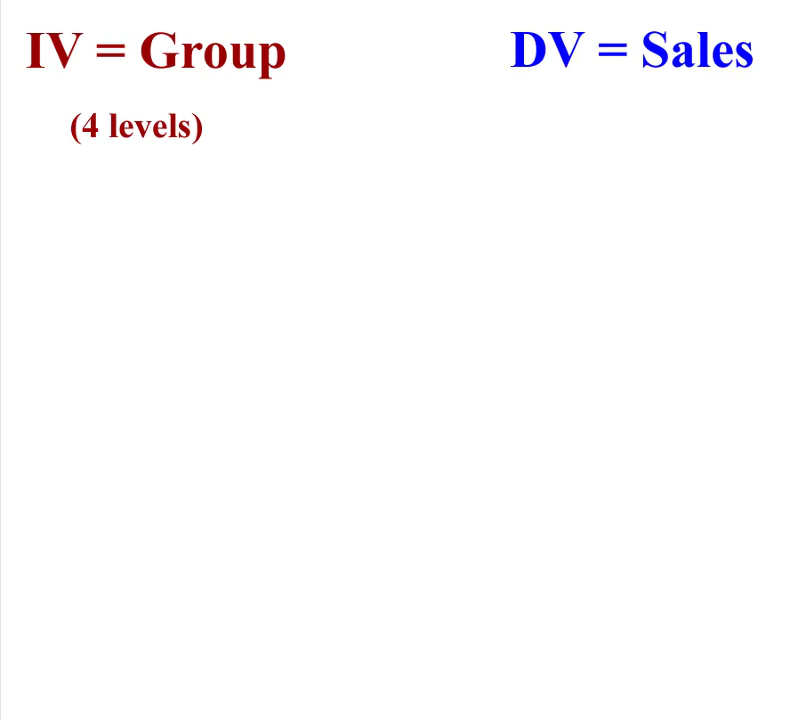 IV = Group
DV = Sales
(4 levels)